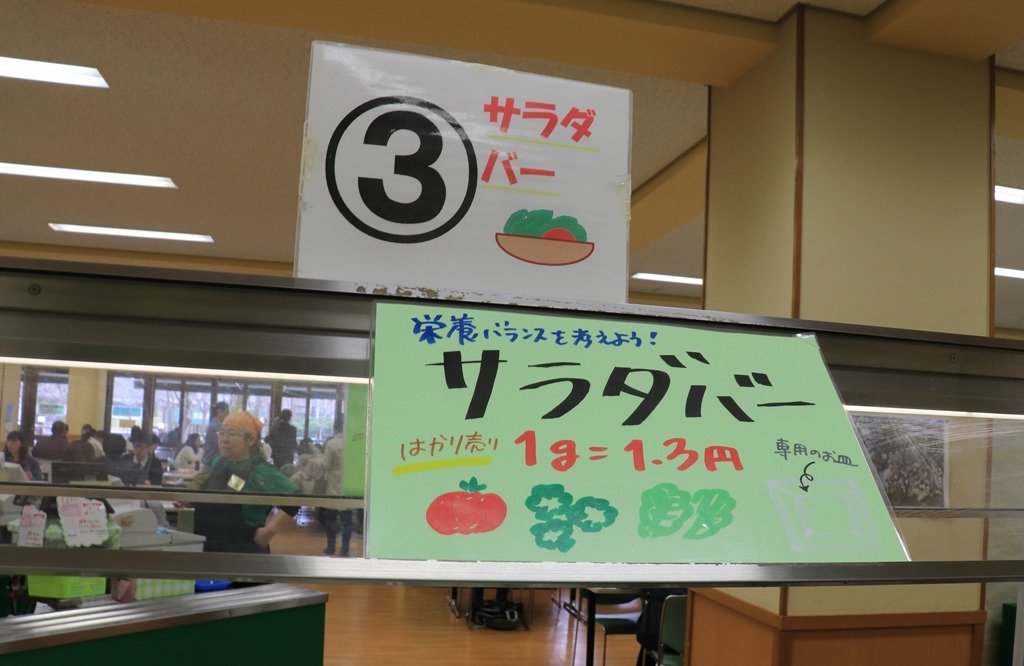 ③
サラダ
バー
栄養バランスを考えよう!
サラダバー
はかり売り 1g=1.3円
専用のお皿